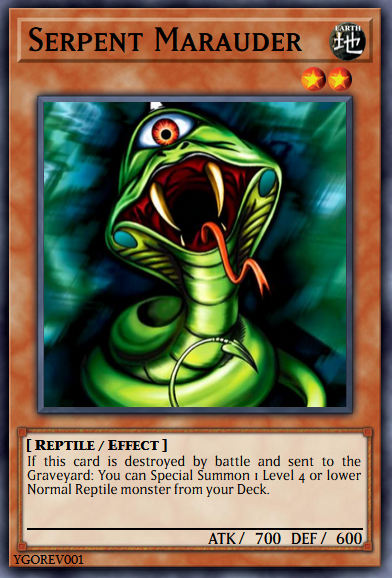 SERPENT MARAUDER
EARTH
地
[ REPTILE / EFFECT ]
If this card is destroyed by battle and sent to the
Graveyard: You can Special Summon 1 Level 4 or lower
Normal Reptile monster from your Deck.
ATK / 700 DEF / 600
YGOREV001